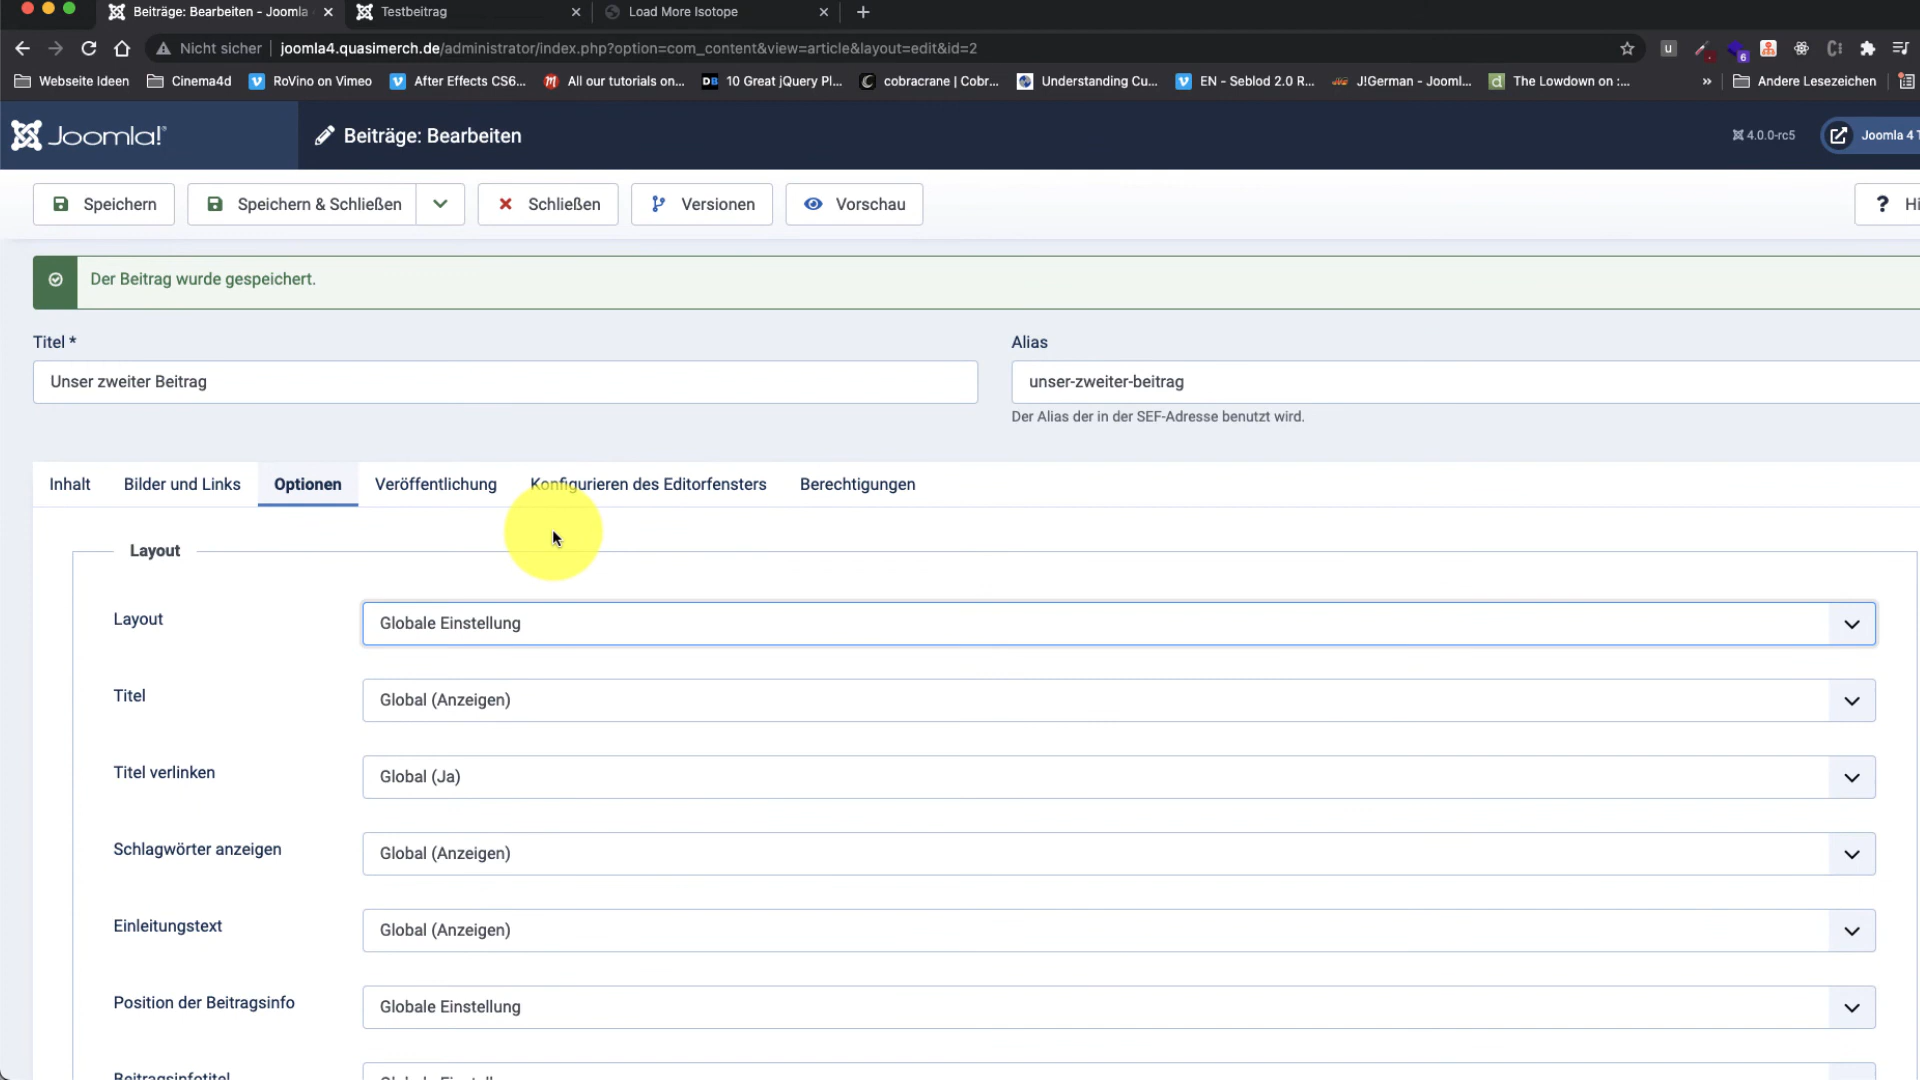 Beiträge: Bearbeiten - Joomla
Testbeitrag
Load More Isotope
Nicht sicher
joomla4.quasimerch.de/administrator/index.php?option=com_content&view=article&layout=edit&id=2
Webseite Ideen
Cinema4d
RoVino on Vimeo
After Effects CS6...
All our tutorials on...
10 Great jQuery Pl...
cobracrane | Cobr...
Understanding Cu...
EN - Seblod 2.0 R...
J!German - Jooml...
The Lowdown on :...
»
Andere Lesezeichen
Joomla!
Beiträge: Bearbeiten
4.0.0-rc5
Joomla 4
Speichern
Speichern & Schließen
Schließen
Versionen
Vorschau
?
Der Beitrag wurde gespeichert.
Titel *
Alias
Unser zweiter Beitrag
unser-zweiter-beitrag
Der Alias der in der SEF-Adresse benutzt wird.
Inhalt
Bilder und Links
Optionen
Veröffentlichung
Konfigurieren des Editorfensters
Berechtigungen
Layout
Layout
Globale Einstellung
Titel
Global (Anzeigen)
Titel verlinken
Global (Ja)
Schlagwörter anzeigen
Global (Anzeigen)
Einleitungstext
Global (Anzeigen)
Position der Beitragsinfo
Globale Einstellung
Beitragsinfotitel